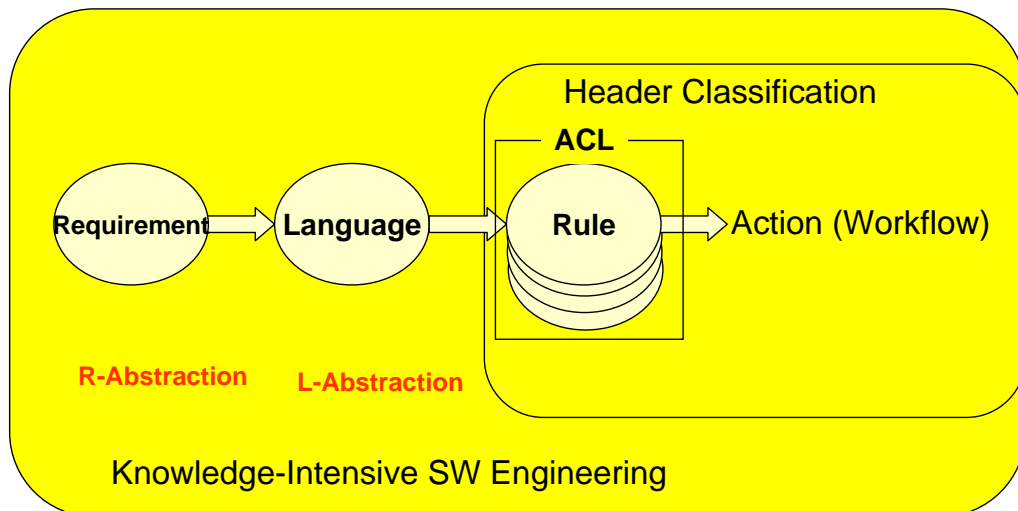 Header Classification
ACL
Requirement
Language
Rule
Action (Workflow)
R-Abstraction
L-Abstraction
Knowledge-Intensive SW Engineering